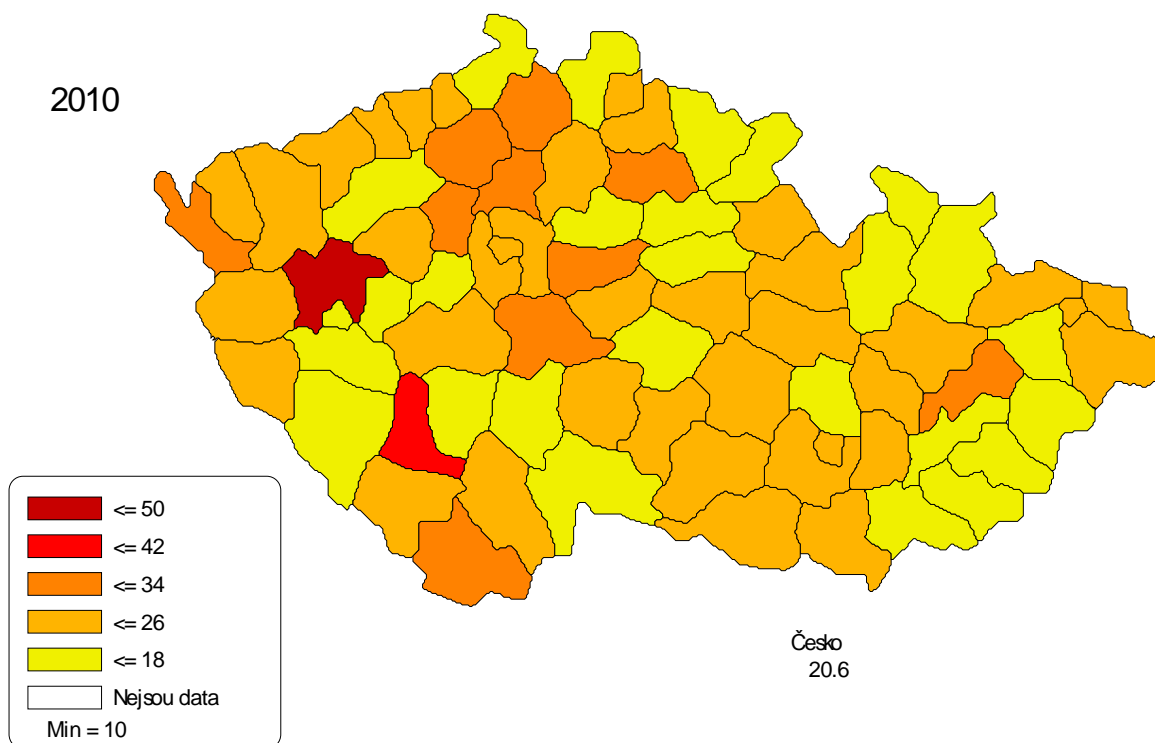 2010
<= 50
<= 42
<= 34
<= 26
<= 18
Nejsou data
Min = 10
Česko
20.6